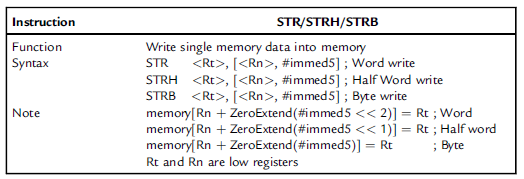 Instruction STR/STRH/STRB
Function Write single memory data into memory
Syntax STR <Rt>, [<Rn>, #immed5] ; Word write
STRH <Rt>, [<Rn>, #immed5] ; Half Word write
STRB <Rt>, [<Rn>, #immed5] ; Byte write
Note memory[Rn + ZeroExtend(#immed5 << 2)] = Rt ; Word
memory[Rn + ZeroExtend(#immed5 << 1)] = Rt ; Half word
memory[Rn + ZeroExtend(#immed5)] = Rt ; Byte
Rt and Rn are low registers